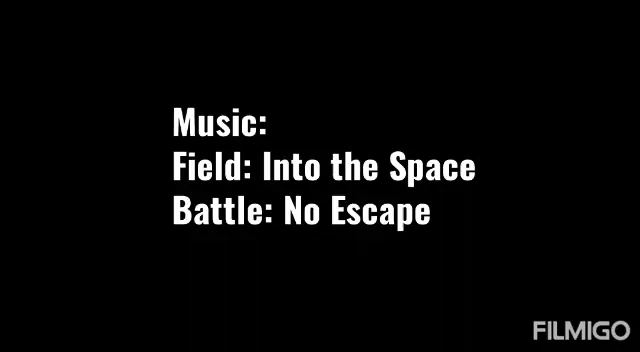 Music:
Field: Into the Space
Battle: No Escape
FILMIGO